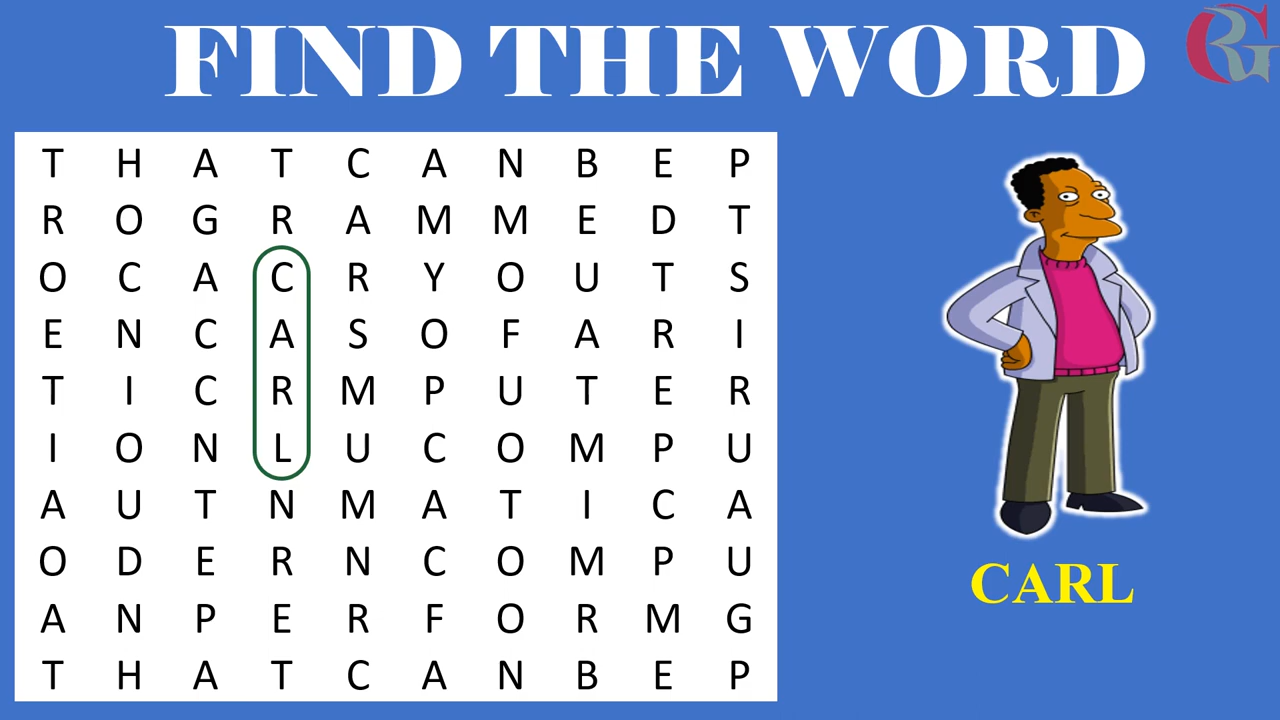 FIND THE WORD
T H A T C A N B E P
R O G R A M M E D T
O C A C R Y O U T S
E N C A S O F A R I
T I C R M P U T E R
I O N L U C O M P U
A U T N M A T I C A
O D E R N C O M P U
A N P E R F O R M G
T H A T C A N B E P
CARL